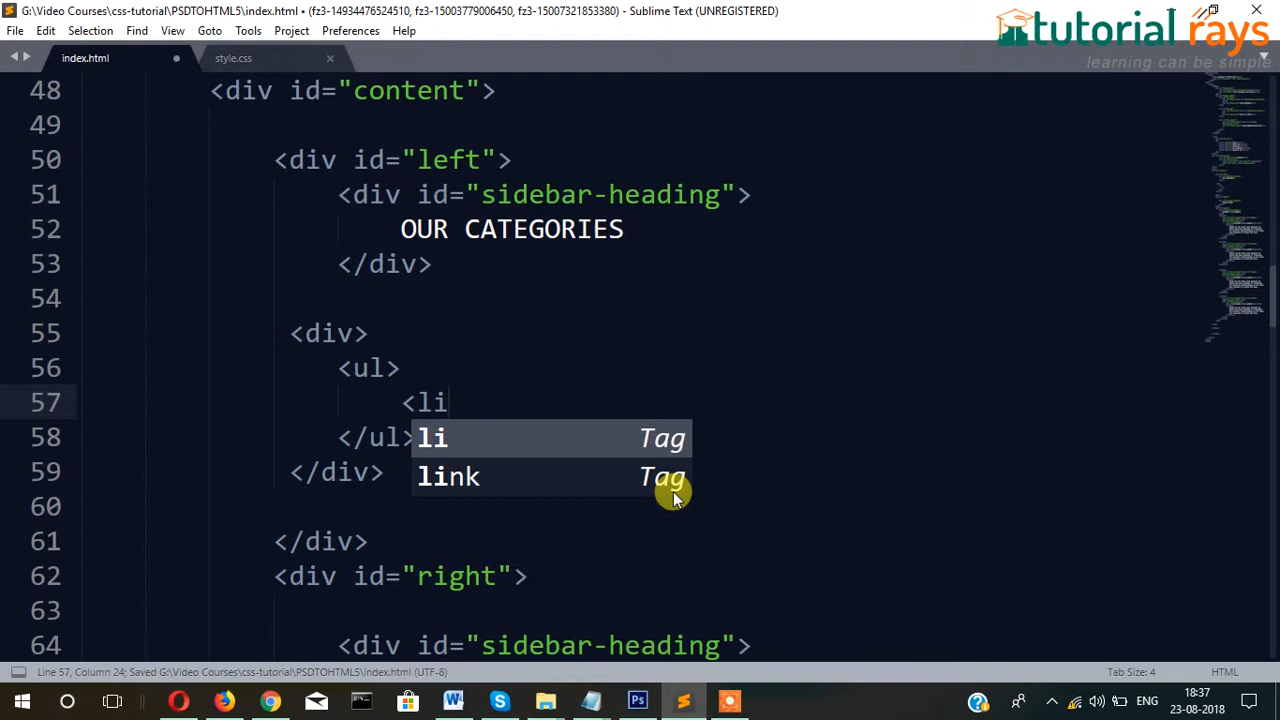 G:\Video Courses\css-tutorial\PSDTOHTML5\index.html • (fz3-14934476524510, fz3-15003779006450, fz3-15007321853380) - Sublime Text (UNREGISTERED)
tutorial rays
learning can be simple
File Edit Selection Find View Goto Tools Project Preferences Help
index.html style.css
48 <div id="content">
49
50 <div id="left">
51 <div id="sidebar-heading">
52 OUR CATEGORIES
53 </div>
54
55 <div>
56 <ul>
57 <li
58 </ul>
li Tag
link Tag
59 </div>
60
61 </div>
62 <div id="right">
63
64 <div id="sidebar-heading">
Line 57, Column 24; Saved G:\Video Courses\css-tutorial\PSDTOHTML5\index.html (UTF-8) Tab Size: 4 HTML
ENG
18:37
23-08-2018